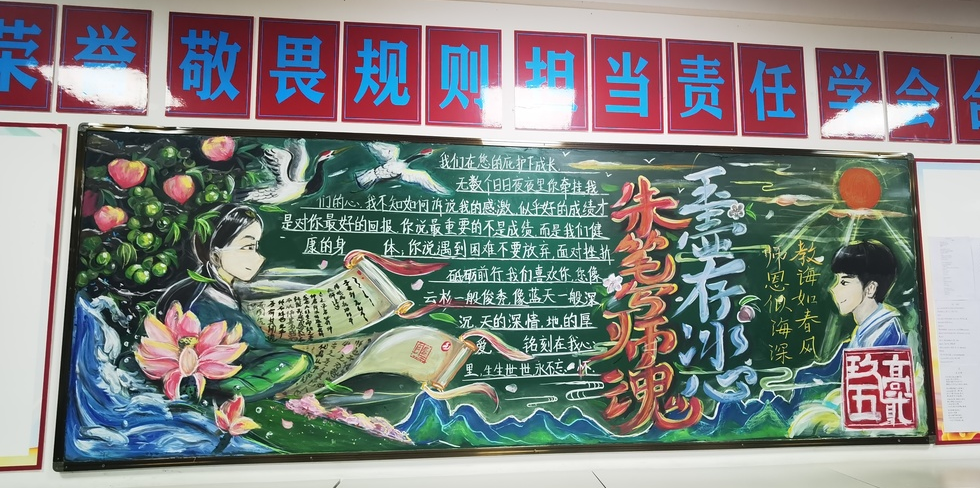 荣誉 敬畏规则 担当责任 学会合
我们在您的庇护下成长
无数个日日夜夜里你牵挂我
们的心,我不知如何诉说我的感激,似乎好的成绩才
是对你最好的回报,你说最重要的不是成绩,而是我们健
康的身 体,你说遇到困难不要放弃,面对挫折
砥砺前行,我们喜欢你,您像
云杉一般俊秀,像蓝天一般深
沉,天的深情,地的厚
爱, 铭刻在我心
里,生生世世永不忘怀
墨业存冰心
朱笔写师魂
教诲如春风
师恩似海深
高贰
玖五